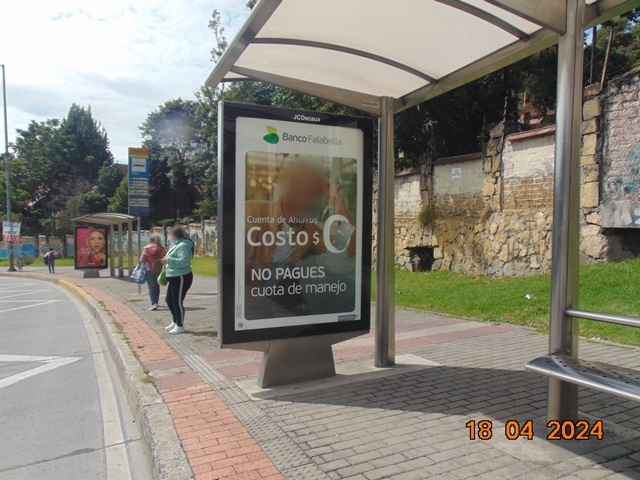 JCDecaux
Banco Falabella
Cuenta de Ahorros
Costo $ 0
NO PAGUES
cuota de manejo
18 04 2024